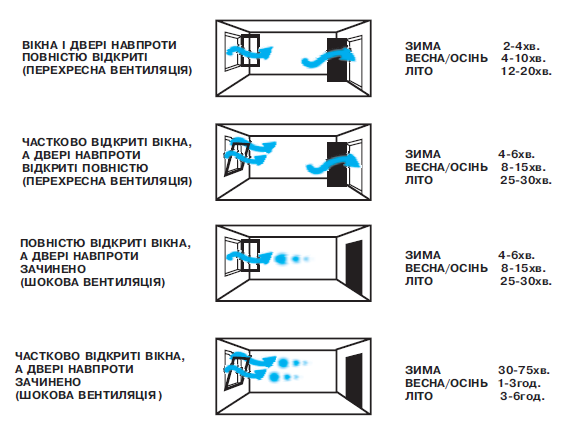 ВІКНА І ДВЕРІ НАВПРОТИ
ПОВНІСТЮ ВІДКРИТІ
(ПЕРЕХРЕСНА ВЕНТИЛЯЦІЯ)
ЗИМА 2-4хв.
ВЕСНА/ОСІНЬ 4-10хв.
ЛІТО 12-20хв.
ЧАСТКОВО ВІДКРИТІ ВІКНА,
А ДВЕРІ НАВПРОТИ
ВІДКРИТІ ПОВНІСТЮ
(ПЕРЕХРЕСНА ВЕНТИЛЯЦІЯ)
ЗИМА 4-6хв.
ВЕСНА/ОСІНЬ 8-15хв.
ЛІТО 25-30хв.
ПОВНІСТЮ ВІДКРИТІ ВІКНА,
А ДВЕРІ НАВПРОТИ
ЗАЧИНЕНО
(ШОКОВА ВЕНТИЛЯЦІЯ)
ЗИМА 4-6хв.
ВЕСНА/ОСІНЬ 8-15хв.
ЛІТО 25-30хв.
ЧАСТКОВО ВІДКРИТІ ВІКНА,
А ДВЕРІ НАВПРОТИ
ЗАЧИНЕНО
(ШОКОВА ВЕНТИЛЯЦІЯ)
ЗИМА 30-75хв.
ВЕСНА/ОСІНЬ 1-3год.
ЛІТО 3-6год.